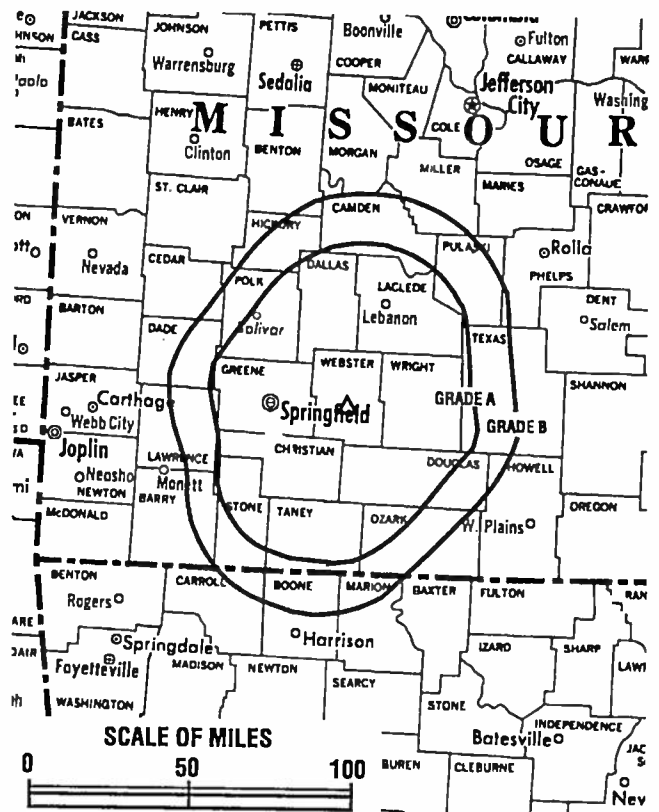 JACKSON
JOHNSON
PETTIS
Boonville
Fulton
CASS
CALLAWAY
Warrensburg
Sedalia
COOPER
MONITEAU
Jefferson
City
BATES
HENRY
MISSOUR
COLE
Clinton
BENTON
MORGAN
MILLER
OSAGE
GAS-
CONADE
ST. CLAIR
MARIES
CAMDEN
VERNON
HICKORY
PULASKI
Rolla
Nevada
CEDAR
DALLAS
POLK
LACLEDE
PHELPS
DENT
BARTON
Bolivar
Lebanon
Salem
DADE
TEXAS
GREENE
WEBSTER
WRIGHT
JASPER
SHANNON
Carthage
Springfield
GRADE A
Webb City
GRADE B
Joplin
CHRISTIAN
LAWRENCE
DOUGLAS
HOWELL
Neosho
Monett
NEWTON
BARRY
STONE
TANEY
OZARK
W. Plains
OREGON
McDONALD
BENTON
CARROLL
BOONE
MARION
BAXTER
FULTON
Rogers
Harrison
Springdale
IZARD
SHARP
Fayetteville
MADISON
NEWTON
SEARCY
WASHINGTON
STONE
SCALE OF MILES
INDEPENDENCE
Batesville
0 50 100
CLEBURNE